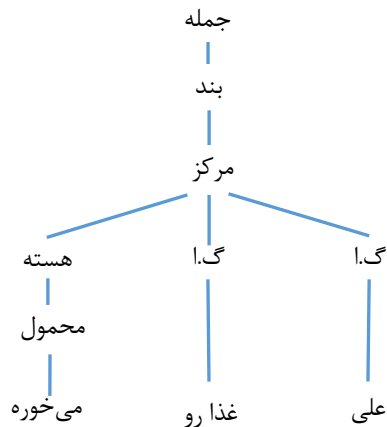 جمله
بند
مرکز
گ.ا گ.ا هسته
محمول
علی غذا رو می‌خوره